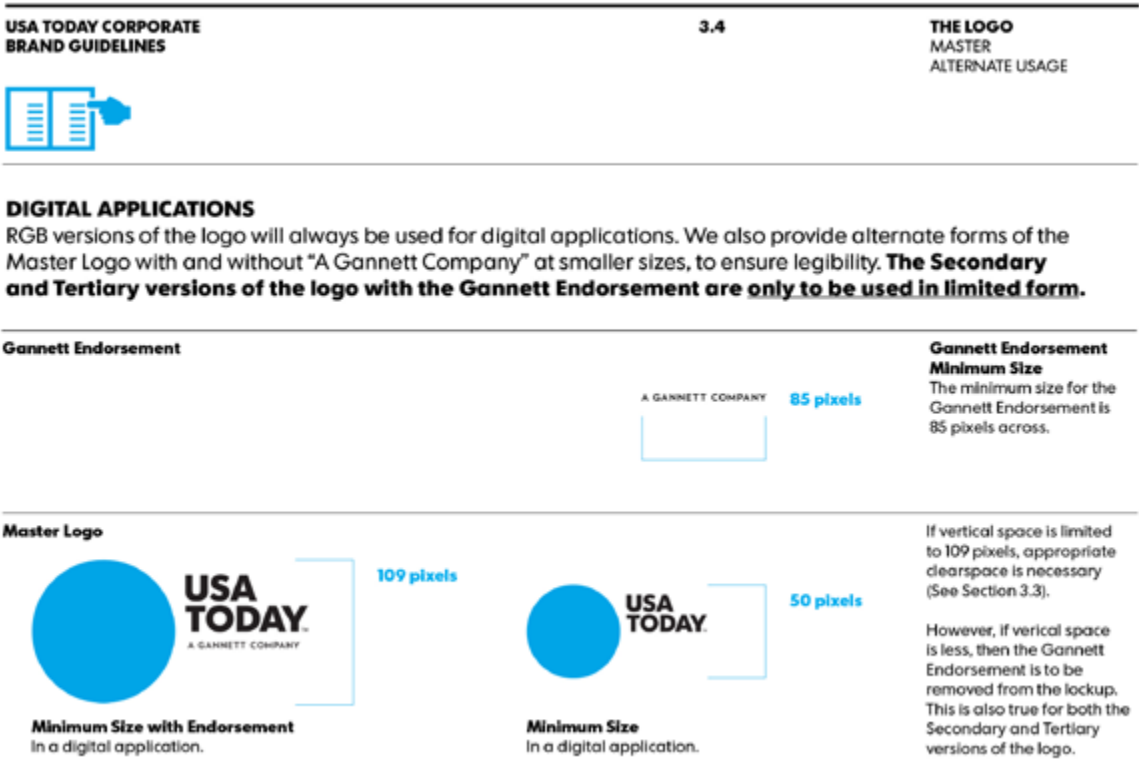 USA TODAY CORPORATE
BRAND GUIDELINES
3.4
THE LOGO
MASTER
ALTERNATE USAGE
DIGITAL APPLICATIONS
RGB versions of the logo will always be used for digital applications. We also provide alternate forms of the
Master Logo with and without “A Gannett Company” at smaller sizes, to ensure legibility. The Secondary
and Tertiary versions of the logo with the Gannett Endorsement are only to be used in limited form.
Gannett Endorsement
A GANNETT COMPANY
85 pixels
Gannett Endorsement
Minimum Size
The minimum size for the
Gannett Endorsement is
85 pixels across.
Master Logo
USA
TODAY™
A GANNETT COMPANY
109 pixels
Minimum Size with Endorsement
In a digital application.
USA
TODAY
50 pixels
Minimum Size
In a digital application.
If vertical space is limited
to 109 pixels, appropriate
clearspace is necessary
(See Section 3.3).
However, if verical space
is less, then the Gannett
Endorsement is to be
removed from the lockup.
This is also true for both the
Secondary and Tertiary
versions of the logo.